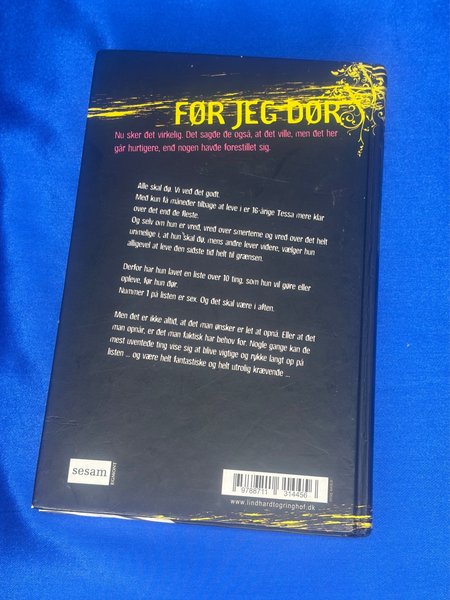 FØR JEG DØR
Nu sker det virkelig. Det sagde de også, at det ville, men det her
går hurtigere, end nogen havde forestillet sig.
Alle skal dø. Vi ved det godt.
Med kun få måneder tilbage at leve i er 16-årige Tessa mere klar
over det end de fleste.
Og selv om hun er vred, vred over smerterne og vred over det helt
urimelige i, at hun skal dø, mens andre lever videre, vælger hun
alligevel at leve den sidste tid helt til grænsen.
Derfor har hun lavet en liste over 10 ting, som hun vil gøre eller
opleve, før hun dør.
Nummer 1 på listen er sex. Og det skal være i aften.
Men det er ikke altid, at det man ønsker er let at opnå. Eller at det
man opnår, er det man faktisk har behov for. Nogle gange kan de
mest uventede ting vise sig at blive vigtige og rykke langt op på
listen ... og være helt fantastiske og helt utrolig krævende ...
sesam
EGMONT
9 788711 314456 >
www.lindhardtogringhof.dk